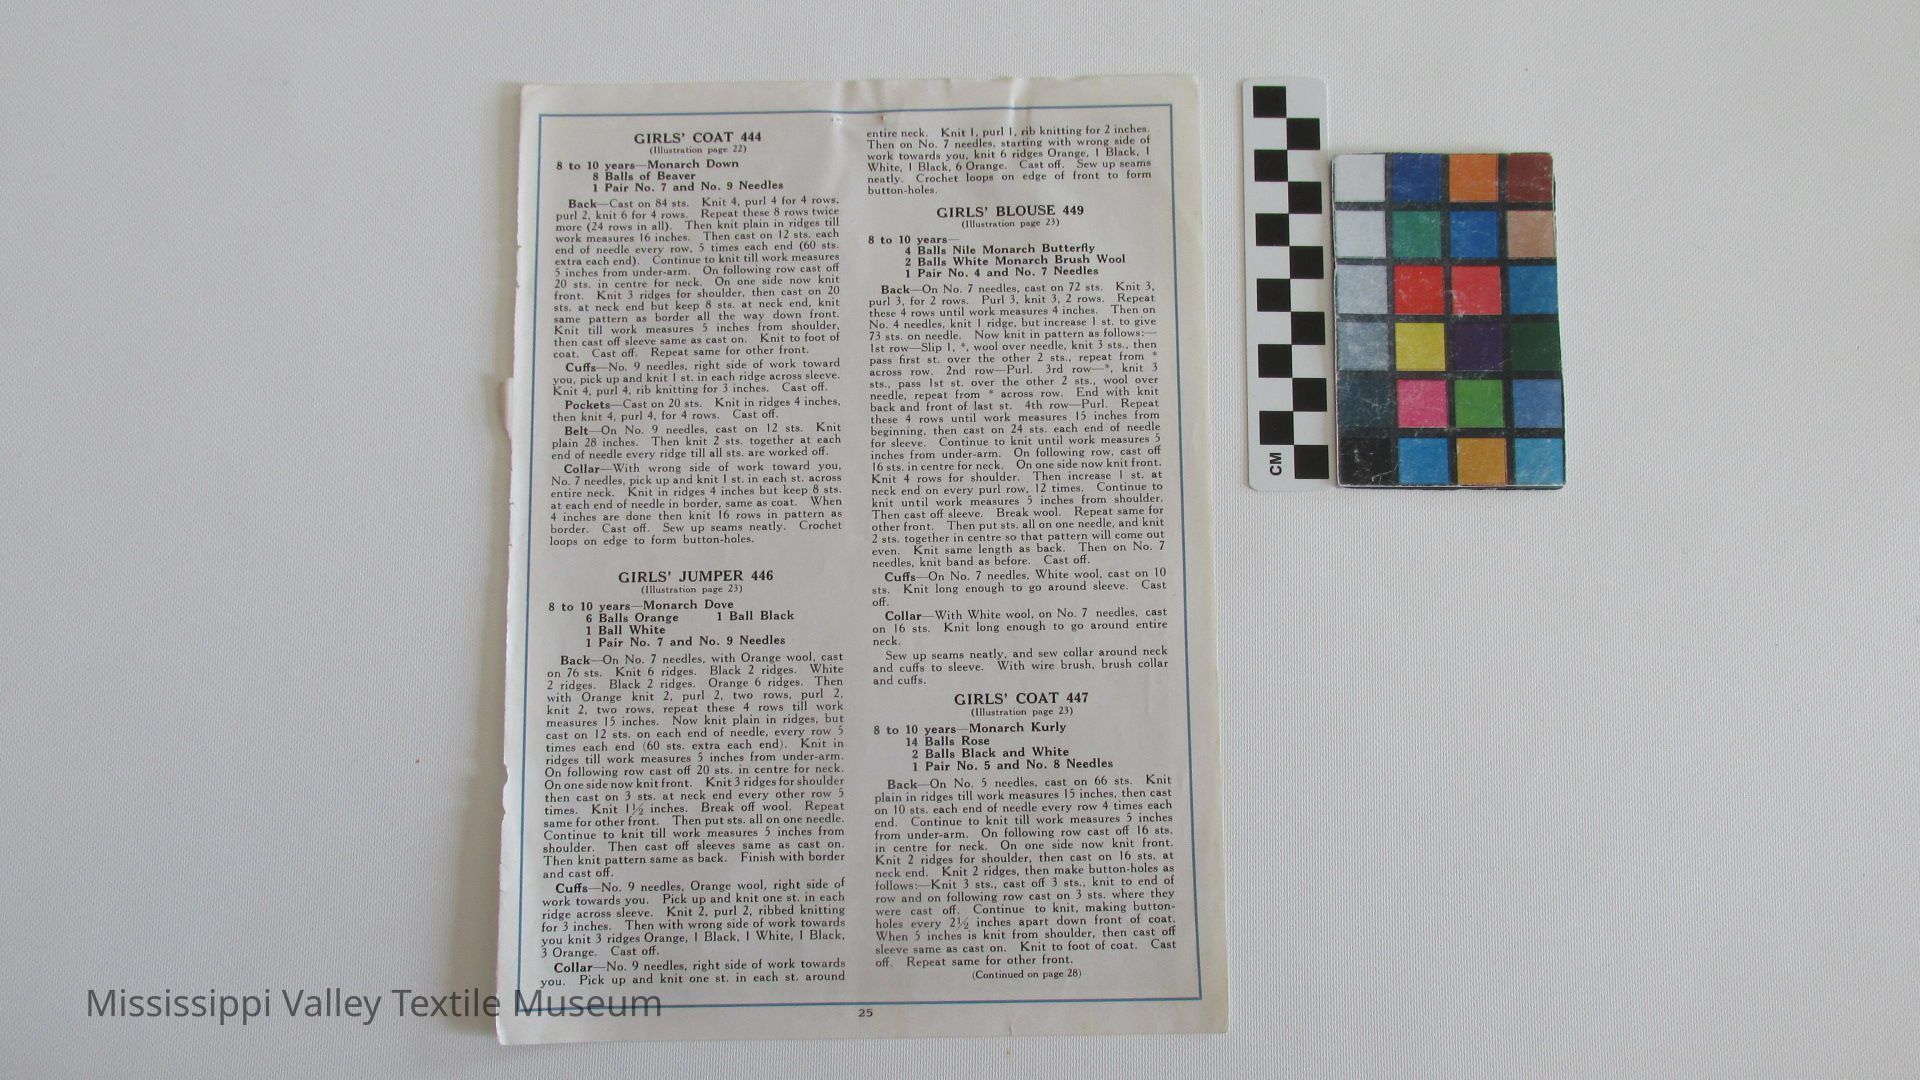 GIRLS' COAT 444
(Illustration page 22)
8 to 10 years—Monarch Down
8 Balls of Beaver
1 Pair No. 7 and No. 9 Needles
Back—Cast on 84 sts. Knit 4, purl 4 for 4 rows,
purl 2, knit 6 for 4 rows. Repeat these 8 rows twice
more (24 rows in all). Then knit plain in ridges till
work measures 16 inches. Then cast on 12 sts. each
end of needle every row, 5 times each end (60 sts.
extra each end). Continue to knit till work measures
5 inches from under-arm. On following row cast off
20 sts. in centre for neck. On one side now knit
front. Knit 3 ridges for shoulder, then cast on 20
sts. at neck end but keep 8 sts. at neck end, knit
same pattern as border all the way down front.
Knit till work measures 5 inches from shoulder,
then cast off sleeve same as cast on. Knit to foot of
coat. Cast off. Repeat same for other front.
Cuffs—No. 9 needles, right side of work toward
you, pick up and knit 1 st. in each ridge across sleeve.
Knit 4, purl 4, rib knitting for 3 inches. Cast off.
Pockets—Cast on 20 sts. Knit in ridges 4 inches,
then knit 4, purl 4, for 4 rows. Cast off.
Belt—On No. 9 needles, cast on 12 sts. Knit
plain 28 inches. Then knit 2 sts. together at each
end of needle every ridge till all sts. are worked off.
Collar—With wrong side of work toward you,
No. 7 needles, pick up and knit 1 st. in each st. across
entire neck. Knit in ridges 4 inches but keep 8 sts.
at each end of needle in border, same as coat. When
4 inches are done then knit 16 rows in pattern as
border. Cast off. Sew up seams neatly. Crochet
loops on edge to form button-holes.
GIRLS' JUMPER 446
(Illustration page 23)
8 to 10 years—Monarch Dove
6 Balls Orange 1 Ball Black
1 Ball White
1 Pair No. 7 and No. 9 Needles
Back—On No. 7 needles, with Orange wool, cast
on 76 sts. Knit 6 ridges. Black 2 ridges. White
2 ridges. Black 2 ridges. Orange 6 ridges. Then
with Orange knit 2, purl 2, two rows, purl 2,
knit 2, two rows, repeat these 4 rows till work
measures 15 inches. Now knit plain in ridges, but
cast on 12 sts. on each end of needle, every row 5
times each end (60 sts. extra each end). Knit in
ridges till work measures 5 inches from under-arm.
On following row cast off 20 sts. in centre for neck.
On one side now knit front. Knit 3 ridges for shoulder
then cast on 3 sts. at neck end every other row 5
times. Knit 1½ inches. Break off wool. Repeat
same for other front. Then put sts. all on one needle.
Continue to knit till work measures 5 inches from
shoulder. Then cast off sleeves same as cast on.
Then knit pattern same as back. Finish with border
and cast off.
Cuffs—No. 9 needles, Orange wool, right side of
work towards you. Pick up and knit one st. in each
ridge across sleeve. Knit 2, purl 2, ribbed knitting
for 3 inches. Then with wrong side of work towards
you knit 3 ridges Orange, 1 Black, 1 White, 1 Black,
3 Orange. Cast off.
Collar—No. 9 needles, right side of work towards
you. Pick up and knit one st. in each st. around
entire neck. Knit 1, purl 1, rib knitting for 2 inches.
Then on No. 7 needles, starting with wrong side of
work towards you, knit 6 ridges Orange, 1 Black, 1
White, 1 Black, 6 Orange. Cast off. Sew up seams
neatly. Crochet loops on edge of front to form
button-holes.
GIRLS' BLOUSE 449
(Illustration page 23)
8 to 10 years—
4 Balls Nile Monarch Butterfly
2 Balls White Monarch Brush Wool
1 Pair No. 4 and No. 7 Needles
Back—On No. 7 needles, cast on 72 sts. Knit 3,
purl 3, for 2 rows. Purl 3, knit 3, 2 rows. Repeat
these 4 rows until work measures 4 inches. Then on
No. 4 needles, knit 1 ridge, but increase 1 st. to give
73 sts. on needle. Now knit in pattern as follows:—
1st row—Slip 1, *, wool over needle, knit 3 sts., then
pass first st. over the other 2 sts., repeat from *
across row. 2nd row—Purl. 3rd row—*, knit 3
sts., pass 1st st. over the other 2 sts., wool over
needle, repeat from * across row. End with knit
back and front of last st. 4th row—Purl. Repeat
these 4 rows until work measures 15 inches from
beginning, then cast on 24 sts. each end of needle
for sleeve. Continue to knit until work measures 5
inches from under-arm. On following row, cast off
16 sts. in centre for neck. On one side now knit front.
Knit 4 rows for shoulder. Then increase 1 st. at
neck end on every purl row, 12 times. Continue to
knit until work measures 5 inches from shoulder.
Then cast off sleeve. Break wool. Repeat same for
other front. Then put sts. all on one needle, and knit
2 sts. together in centre so that pattern will come out
even. Knit same length as back. Then on No. 7
needles, knit band as before. Cast off.
Cuffs—On No. 7 needles, White wool, cast on 10
sts. Knit long enough to go around sleeve. Cast
off.
Collar—With White wool, on No. 7 needles, cast
on 16 sts. Knit long enough to go around entire
neck.
Sew up seams neatly, and sew collar around neck
and cuffs to sleeve. With wire brush, brush collar
and cuffs.
GIRLS' COAT 447
(Illustration page 23)
8 to 10 years—Monarch Kurly
14 Balls Rose
2 Balls Black and White
1 Pair No. 5 and No. 8 Needles
Back—On No. 5 needles, cast on 66 sts. Knit
plain in ridges till work measures 15 inches, then cast
on 10 sts. each end of needle every row 4 times each
end. Continue to knit till work measures 5 inches
from under-arm. On following row cast off 16 sts.
in centre for neck. On one side now knit front.
Knit 2 ridges for shoulder, then cast on 16 sts. at
neck end. Knit 2 ridges, then make button-holes as
follows:—Knit 3 sts., cast off 3 sts., knit to end of
row and on following row cast on 3 sts. where they
were cast off. Continue to knit, making button-
holes every 2½ inches apart down front of coat.
When 5 inches is knit from shoulder, then cast off
sleeve same as cast on. Knit to foot of coat. Cast
off. Repeat same for other front.
(Continued on page 28)
25
CM
Mississippi Valley Textile Museum